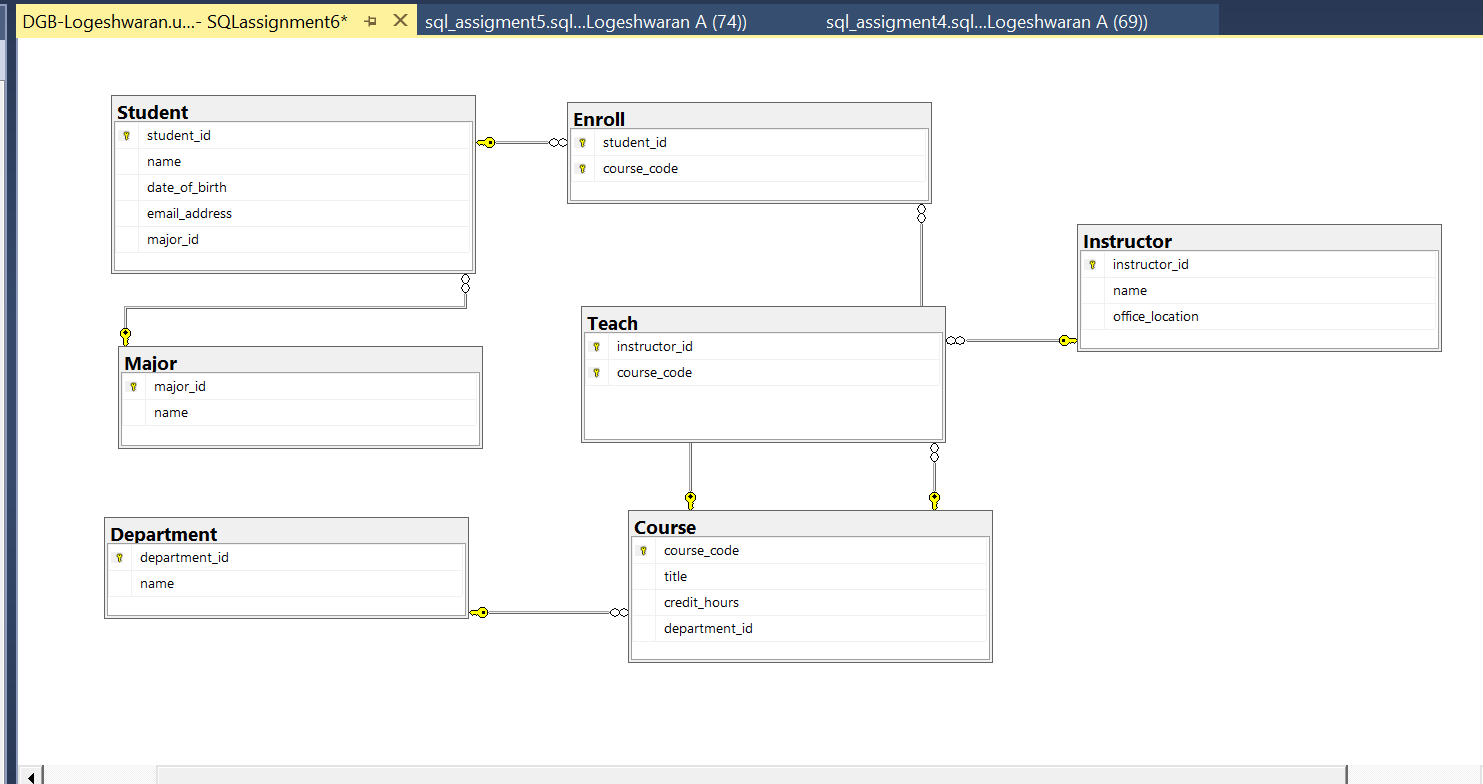 DGB-Logeshwaran.u...- SQLassignment6*
sql_assigment5.sql...Logeshwaran A (74))
sql_assigment4.sql...Logeshwaran A (69))
Student
student_id
name
date_of_birth
email_address
major_id
Enroll
student_id
course_code
Instructor
instructor_id
name
office_location
Teach
instructor_id
course_code
Major
major_id
name
Department
department_id
name
Course
course_code
title
credit_hours
department_id